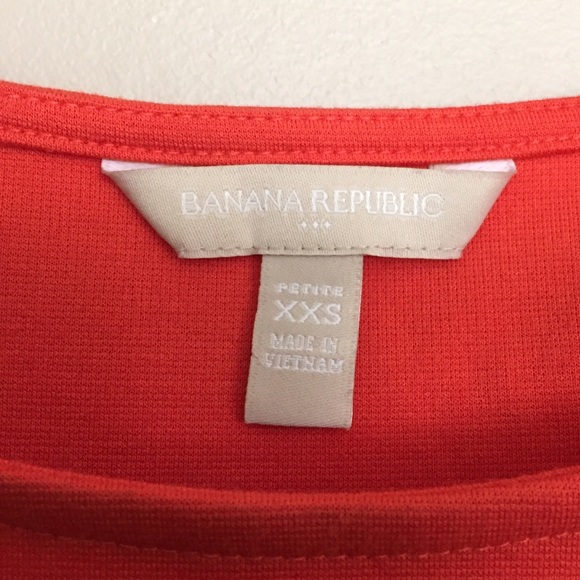 BANANA REPUBLIC
PETITE
XXS
MADE IN
VIETNAM